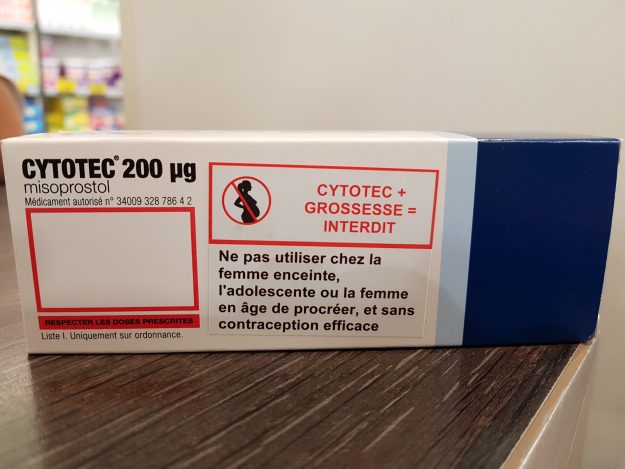 CYTOTEC® 200 µg
misoprostol
Médicament autorisé n° 34009 328 786 4 2
RESPECTER LES DOSES PRESCRITES
Liste I. Uniquement sur ordonnance.
CYTOTEC +
GROSSESSE =
INTERDIT
Ne pas utiliser chez la
femme enceinte,
l'adolescente ou la femme
en âge de procréer, et sans
contraception efficace